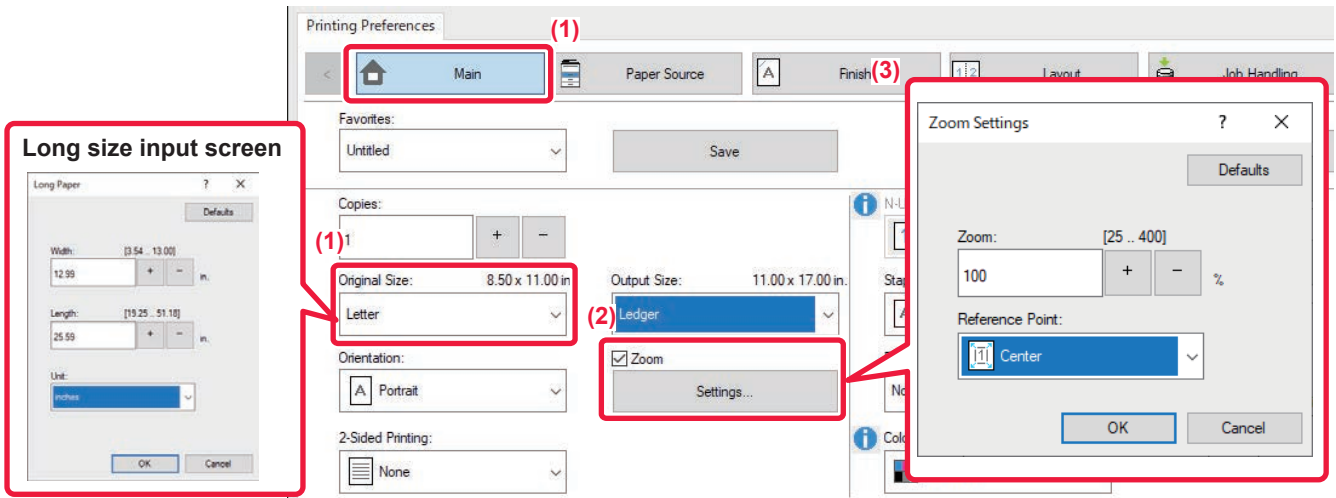 Printing Preferences
(1)
<
Main
Paper Source
Finish
(3)
Layout
Job Handling
Favorites:
Untitled
Save
Long size input screen
Long Paper ? X
Defaults
Width: [3.54 .. 13.00]
12.99 + - in.
Length: [19.25 .. 51.18]
25.59 + - in.
Unit:
inches
OK Cancel
Copies:
(1)
1 + -
Original Size: 8.50 x 11.00 in
Letter
Orientation:
A Portrait
2-Sided Printing:
None
Output Size: 11.00 x 17.00 in.
(2)
Ledger
Zoom
Settings...
Zoom Settings ? X
Defaults
Zoom: [25 .. 400]
100 + - %
Reference Point:
1 Center
OK Cancel